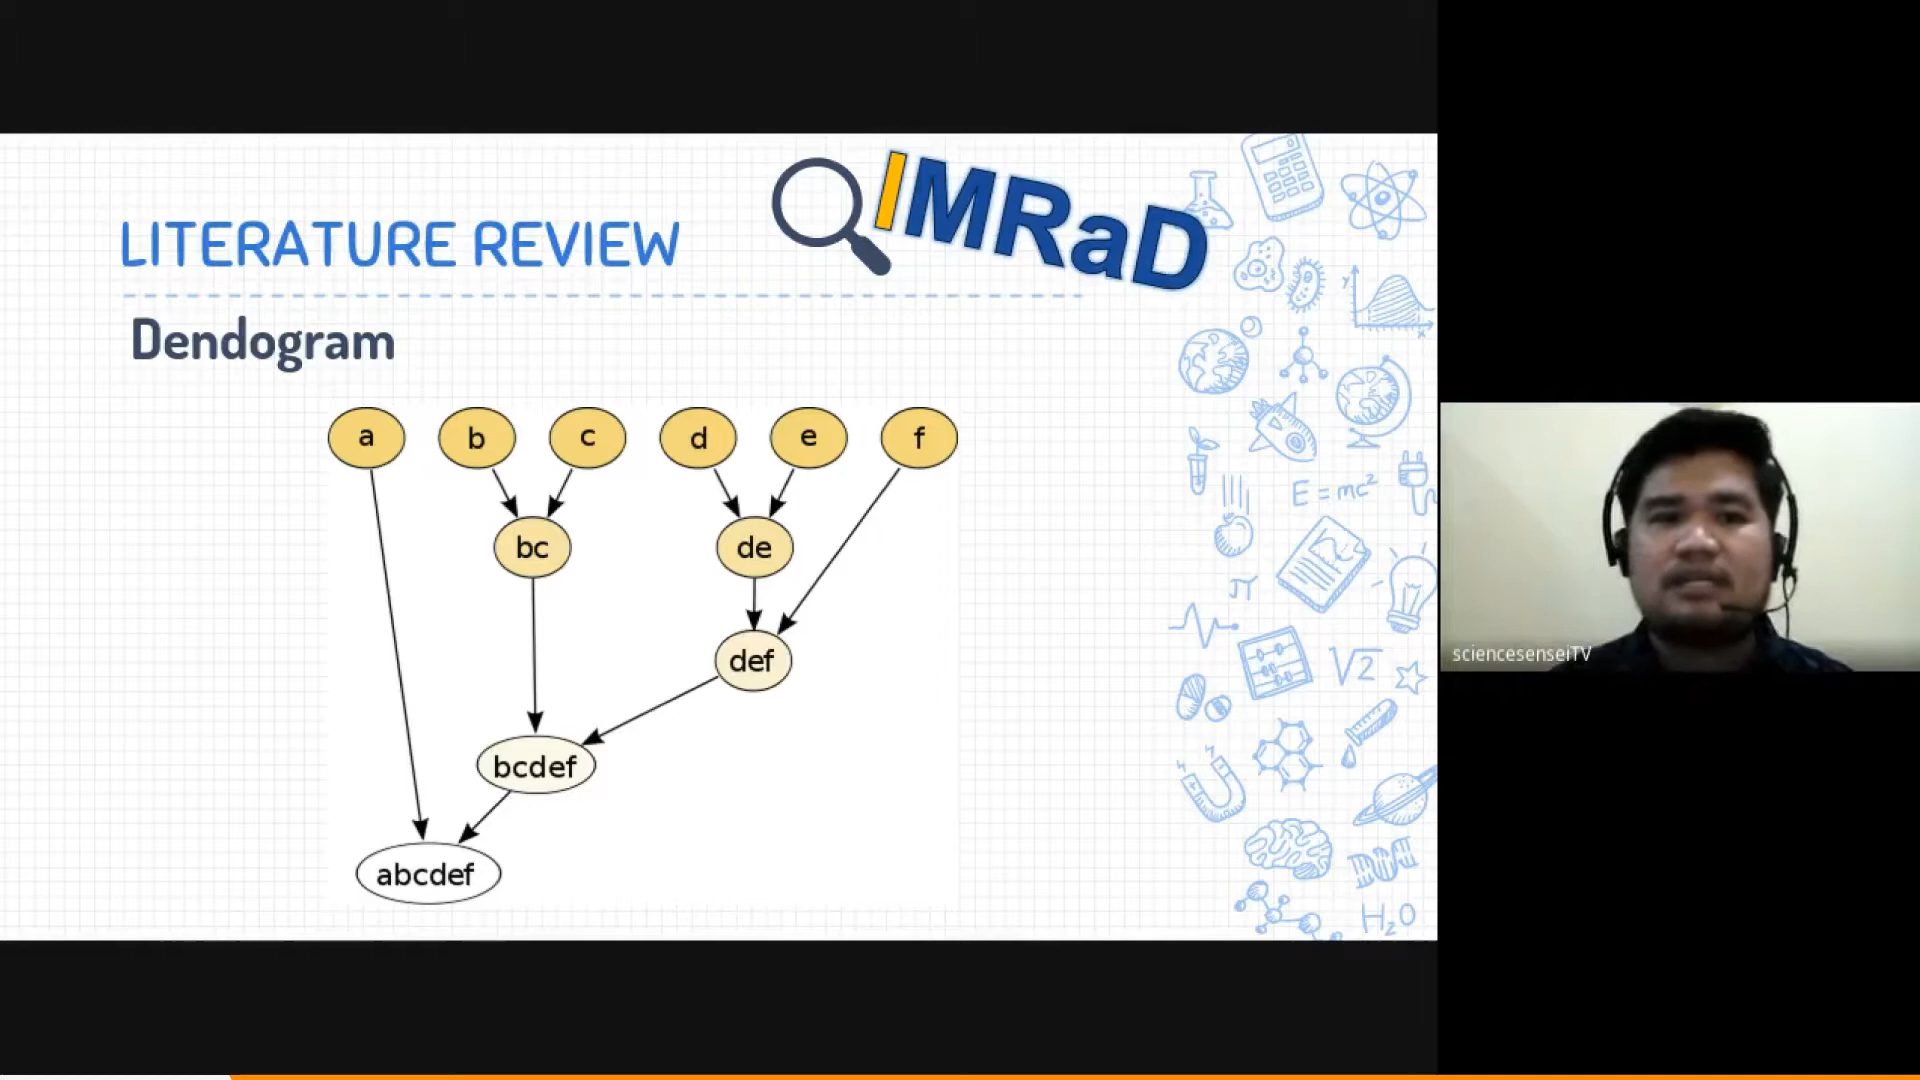 IMRaD
LITERATURE REVIEW
Dendogram
a b c d e f
bc de
def
bcdef
abcdef
y
x
E = mc²
π
√2
H₂O
sciencesenseiTV